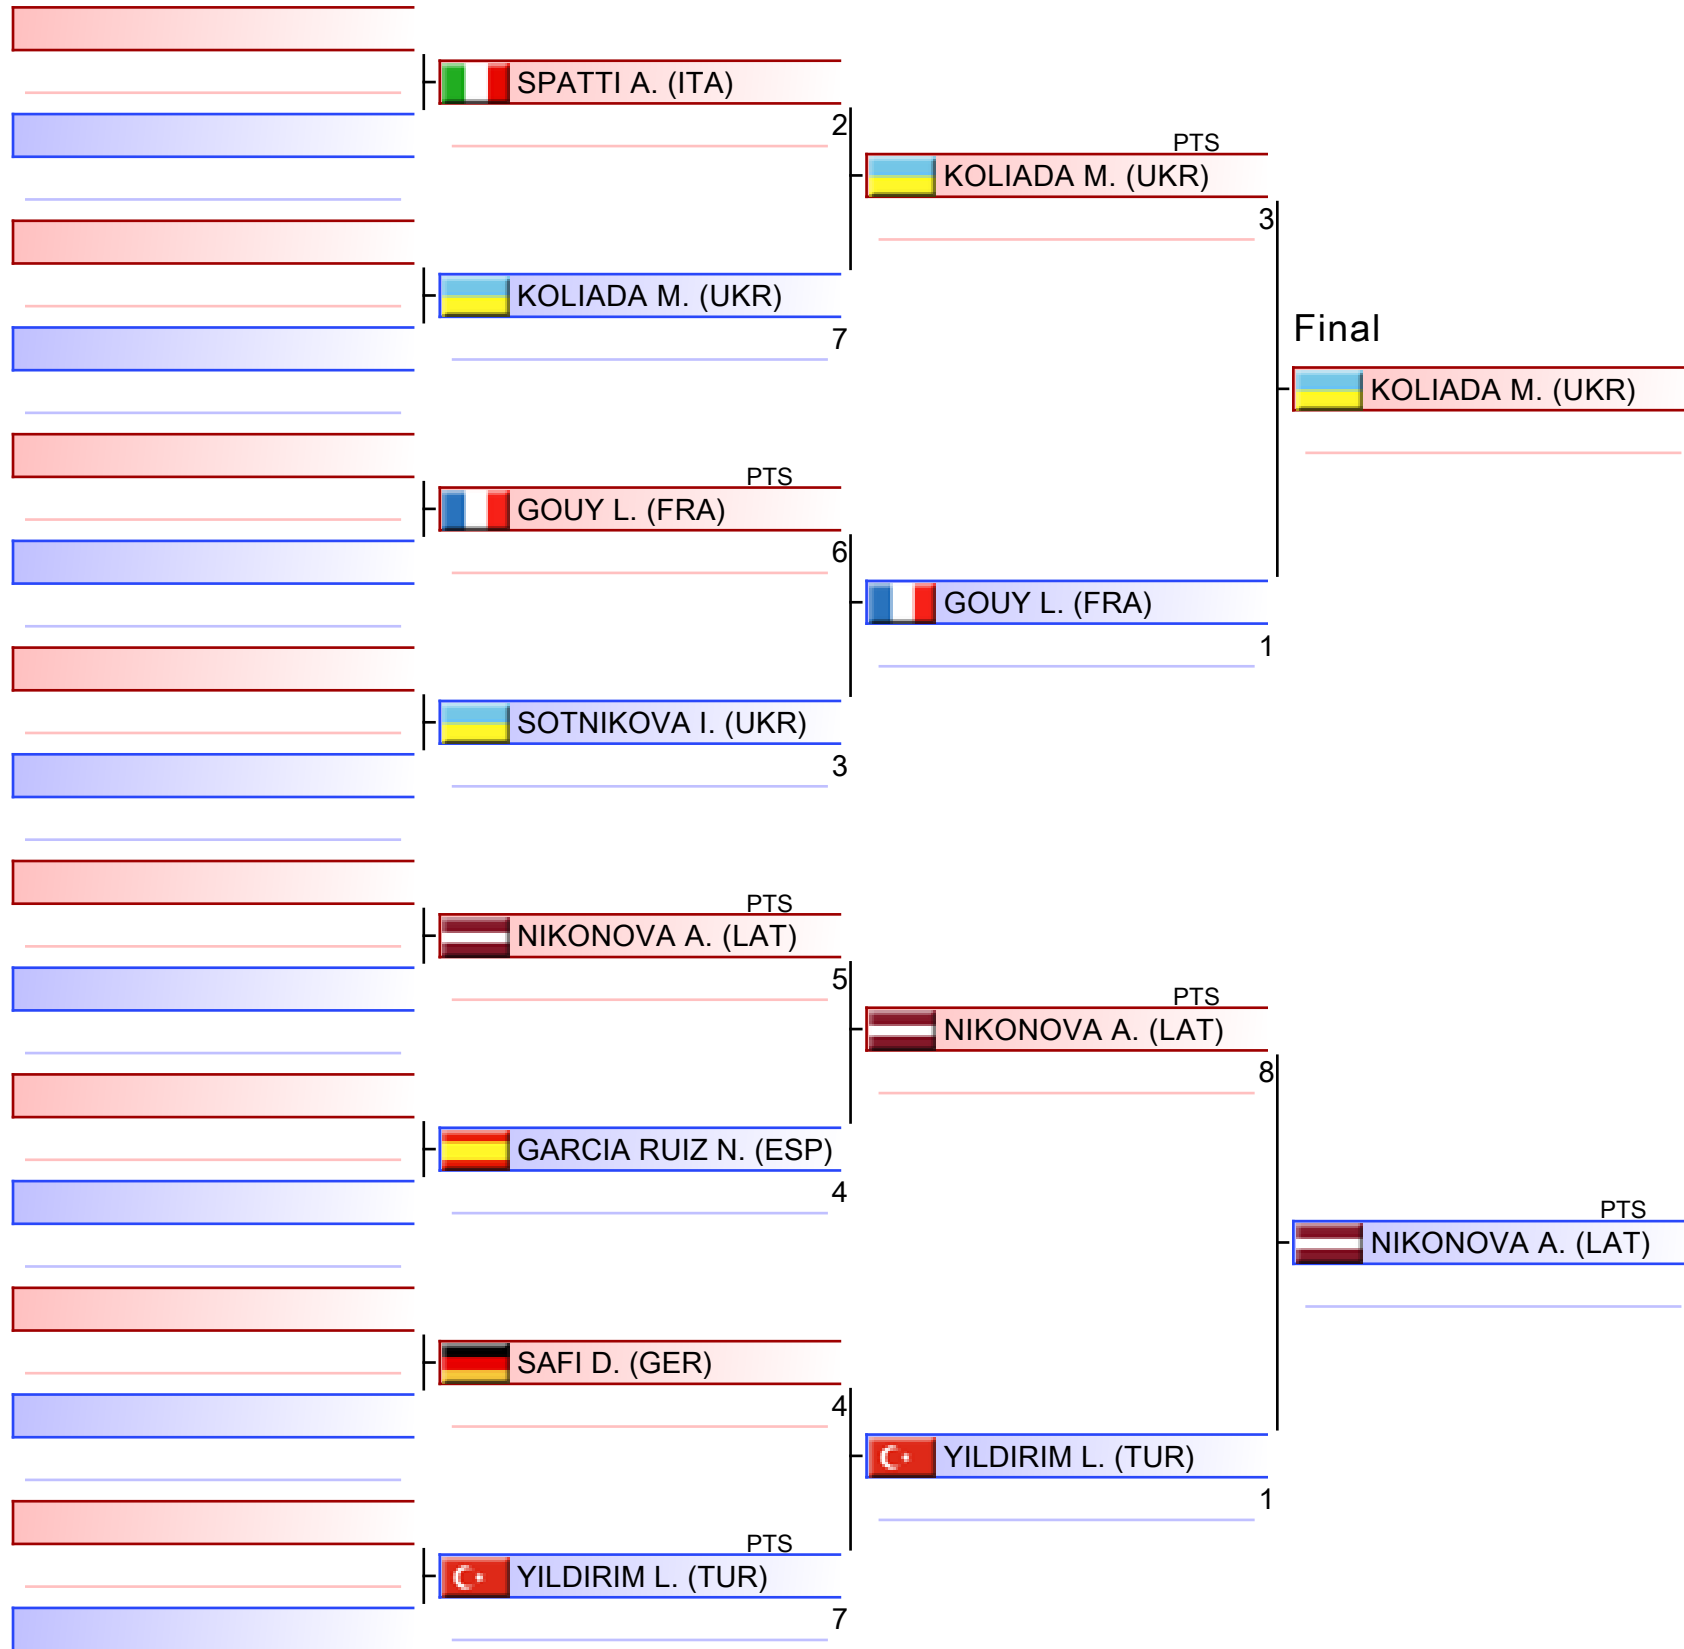 SPATTI A. (ITA)
2
KOLIADA M. (UKR)
7
PTS
GOUY L. (FRA)
6
SOTNIKOVA I. (UKR)
3
PTS
NIKONOVA A. (LAT)
5
GARCIA RUIZ N. (ESP)
4
SAFI D. (GER)
4
PTS
YILDIRIM L. (TUR)
7
PTS
KOLIADA M. (UKR)
3
GOUY L. (FRA)
1
PTS
NIKONOVA A. (LAT)
8
YILDIRIM L. (TUR)
1
Final
KOLIADA M. (UKR)
PTS
NIKONOVA A. (LAT)